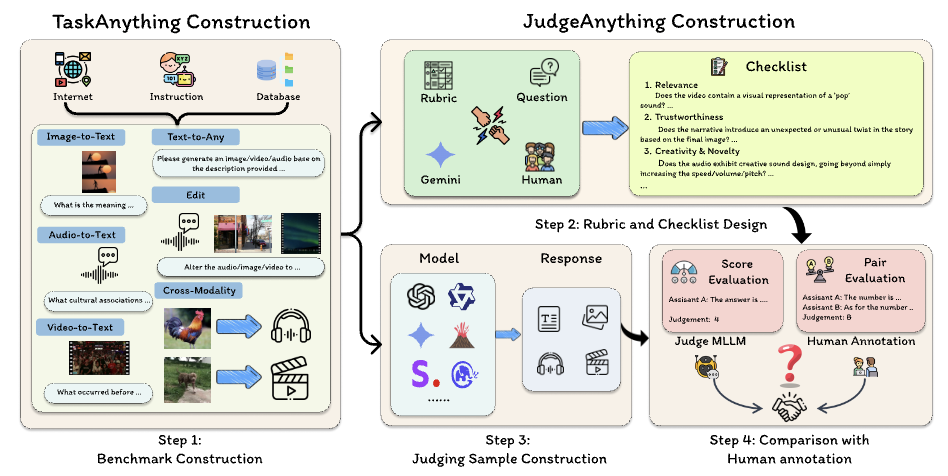 TaskAnything Construction
Internet
Instruction
Database
Image-to-Text
What is the meaning ...
Audio-to-Text
What cultural associations ...
Video-to-Text
What occurred before ...
Text-to-Any
Please generate an image/video/audio base on
the description provided ...
Edit
Alter the audio/image/video to ...
Cross-Modality
Step 1:
Benchmark Construction
JudgeAnything Construction
Rubric
Question
Gemini
Human
Checklist
1. Relevance
Does the video contain a visual representation of a 'pop'
sound? ...
2. Trustworthiness
Does the narrative introduce an unexpected or unusual twist in the story
based on the final image? ...
3. Creativity & Novelty
Does the audio exhibit creative sound design, going beyond simply
increasing the speed/volume/pitch? ...
...
Step 2: Rubric and Checklist Design
Model
S.
......
Response
T
Step 3:
Judging Sample Construction
Score
Evaluation
Assisant A: The answer is ....
Judgement: 4
A
B
Pair
Evaluation
Assisant A: The number is ...
Assisant B: As for the number ..
Judgement: B
Judge MLLM
Human Annotation
?
Step 4: Comparison with
Human annotation